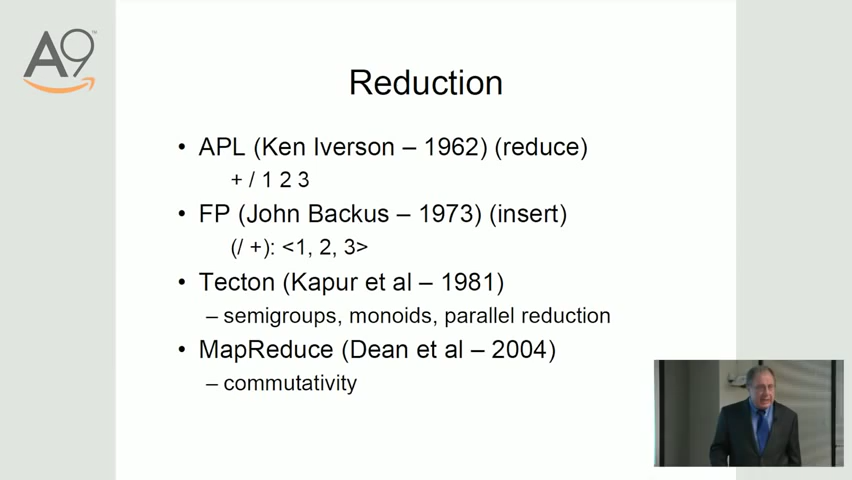 A9
Reduction
• APL (Ken Iverson – 1962) (reduce)
+ / 1 2 3
• FP (John Backus – 1973) (insert)
(/ +): <1, 2, 3>
• Tecton (Kapur et al – 1981)
– semigroups, monoids, parallel reduction
• MapReduce (Dean et al – 2004)
– commutativity